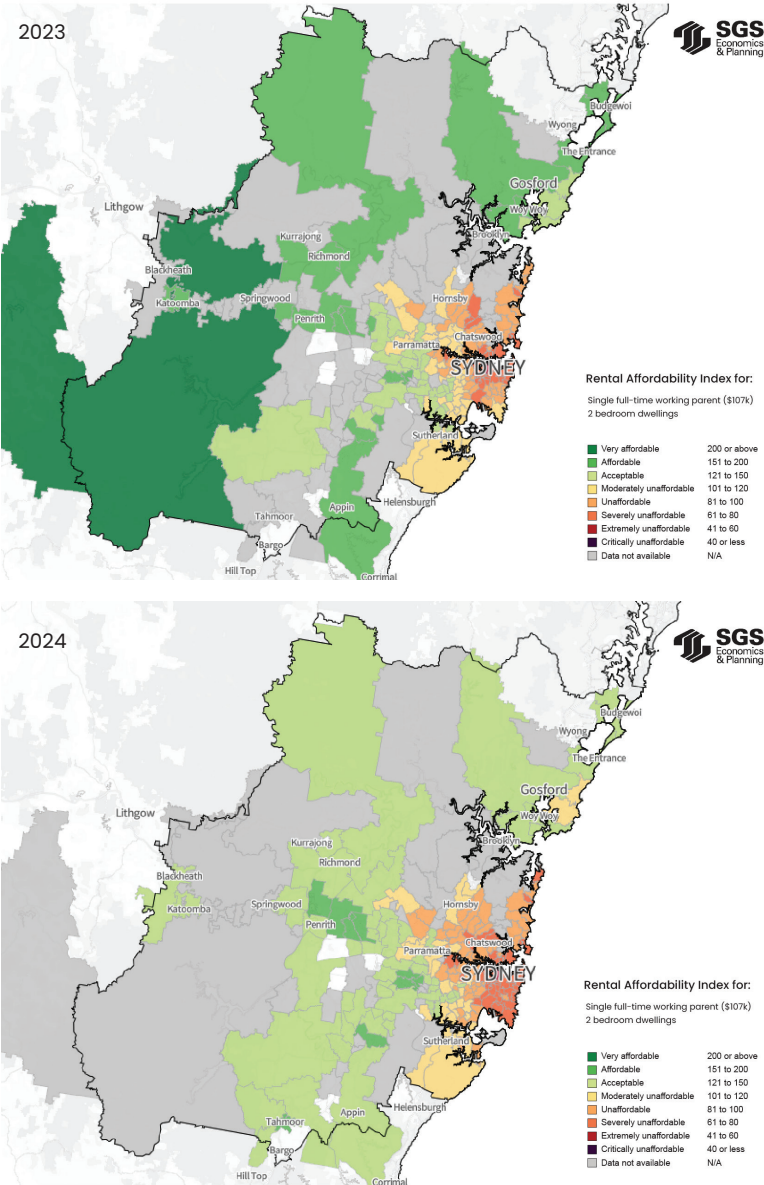 2023
SGS
Economics
& Planning
Budgewoi
Wyong
The Entrance
Lithgow
Gosford
Woy Woy
Kurrajong
Brooklyn
Richmond
Blackheath
Katoomba
Springwood
Hornsby
Penrith
Chatswood
Parramatta
SYDNEY
Rental Affordability Index for:
Single full-time working parent ($107k)
2 bedroom dwellings
Sutherland
Very affordable 200 or above
Affordable 151 to 200
Acceptable 121 to 150
Moderately unaffordable 101 to 120
Unaffordable 81 to 100
Severely unaffordable 61 to 80
Extremely unaffordable 41 to 60
Critically unaffordable 40 or less
Data not available N/A
Helensburgh
Appin
Tahmoor
Bargo
Hill Top
Corrimal
2024
SGS
Economics
& Planning
Budgewoi
Wyong
The Entrance
Gosford
Lithgow
Woy Woy
Kurrajong
Brooklyn
Richmond
Blackheath
Katoomba
Springwood
Hornsby
Penrith
Chatswood
Parramatta
SYDNEY
Rental Affordability Index for:
Single full-time working parent ($107k)
2 bedroom dwellings
Sutherland
Very affordable 200 or above
Affordable 151 to 200
Acceptable 121 to 150
Moderately unaffordable 101 to 120
Unaffordable 81 to 100
Severely unaffordable 61 to 80
Extremely unaffordable 41 to 60
Critically unaffordable 40 or less
Data not available N/A
Helensburgh
Appin
Tahmoor
Bargo
Hill Top
Corrimal